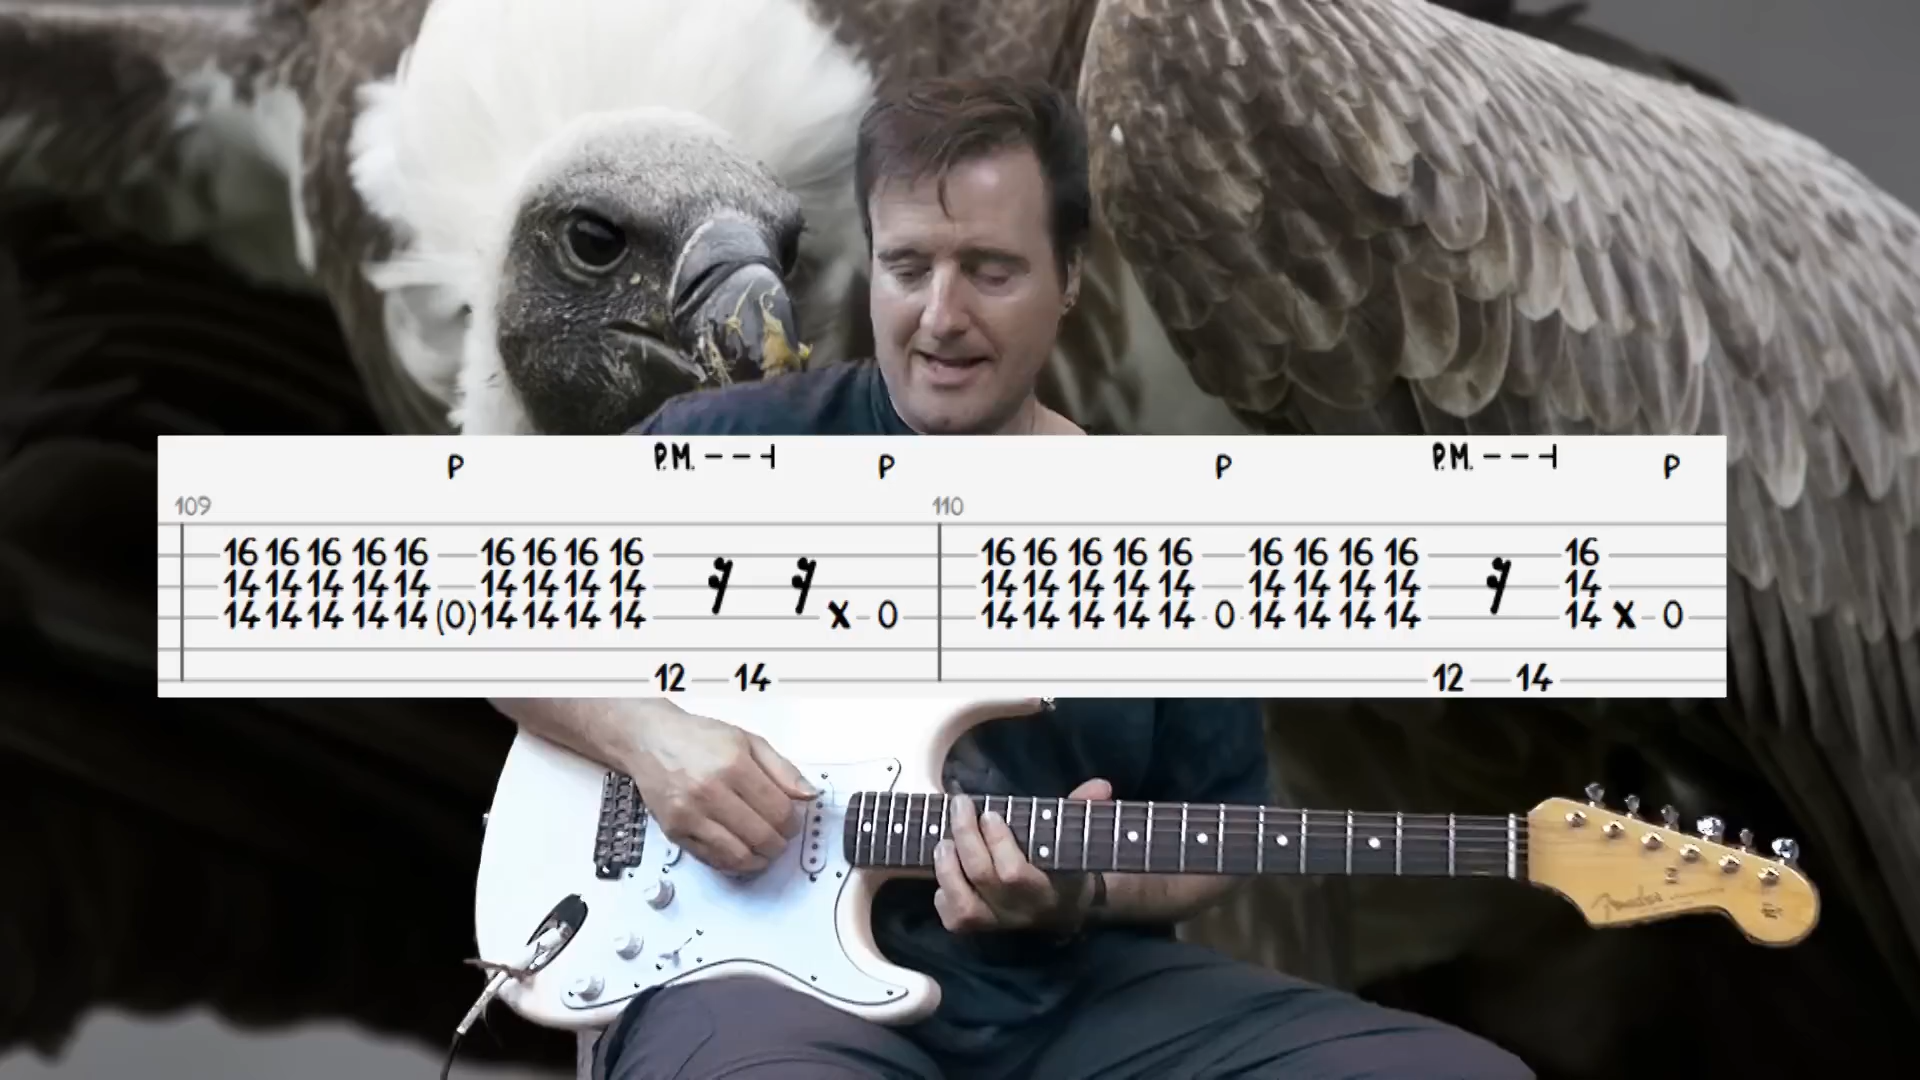 P P.M. – – ⊣ P P P.M. – – ⊣ P
109 110
16 16 16 16 16 16 16 16 16 16 16 16 16 16 16 16 16 16 16
14 14 14 14 14 14 14 14 14 14 14 14 14 14 14 14 14 14 14
14 14 14 14 14 (0) 14 14 14 14 x 0 14 14 14 14 14 0 14 14 14 14 14 x 0
12 14 12 14
Fender